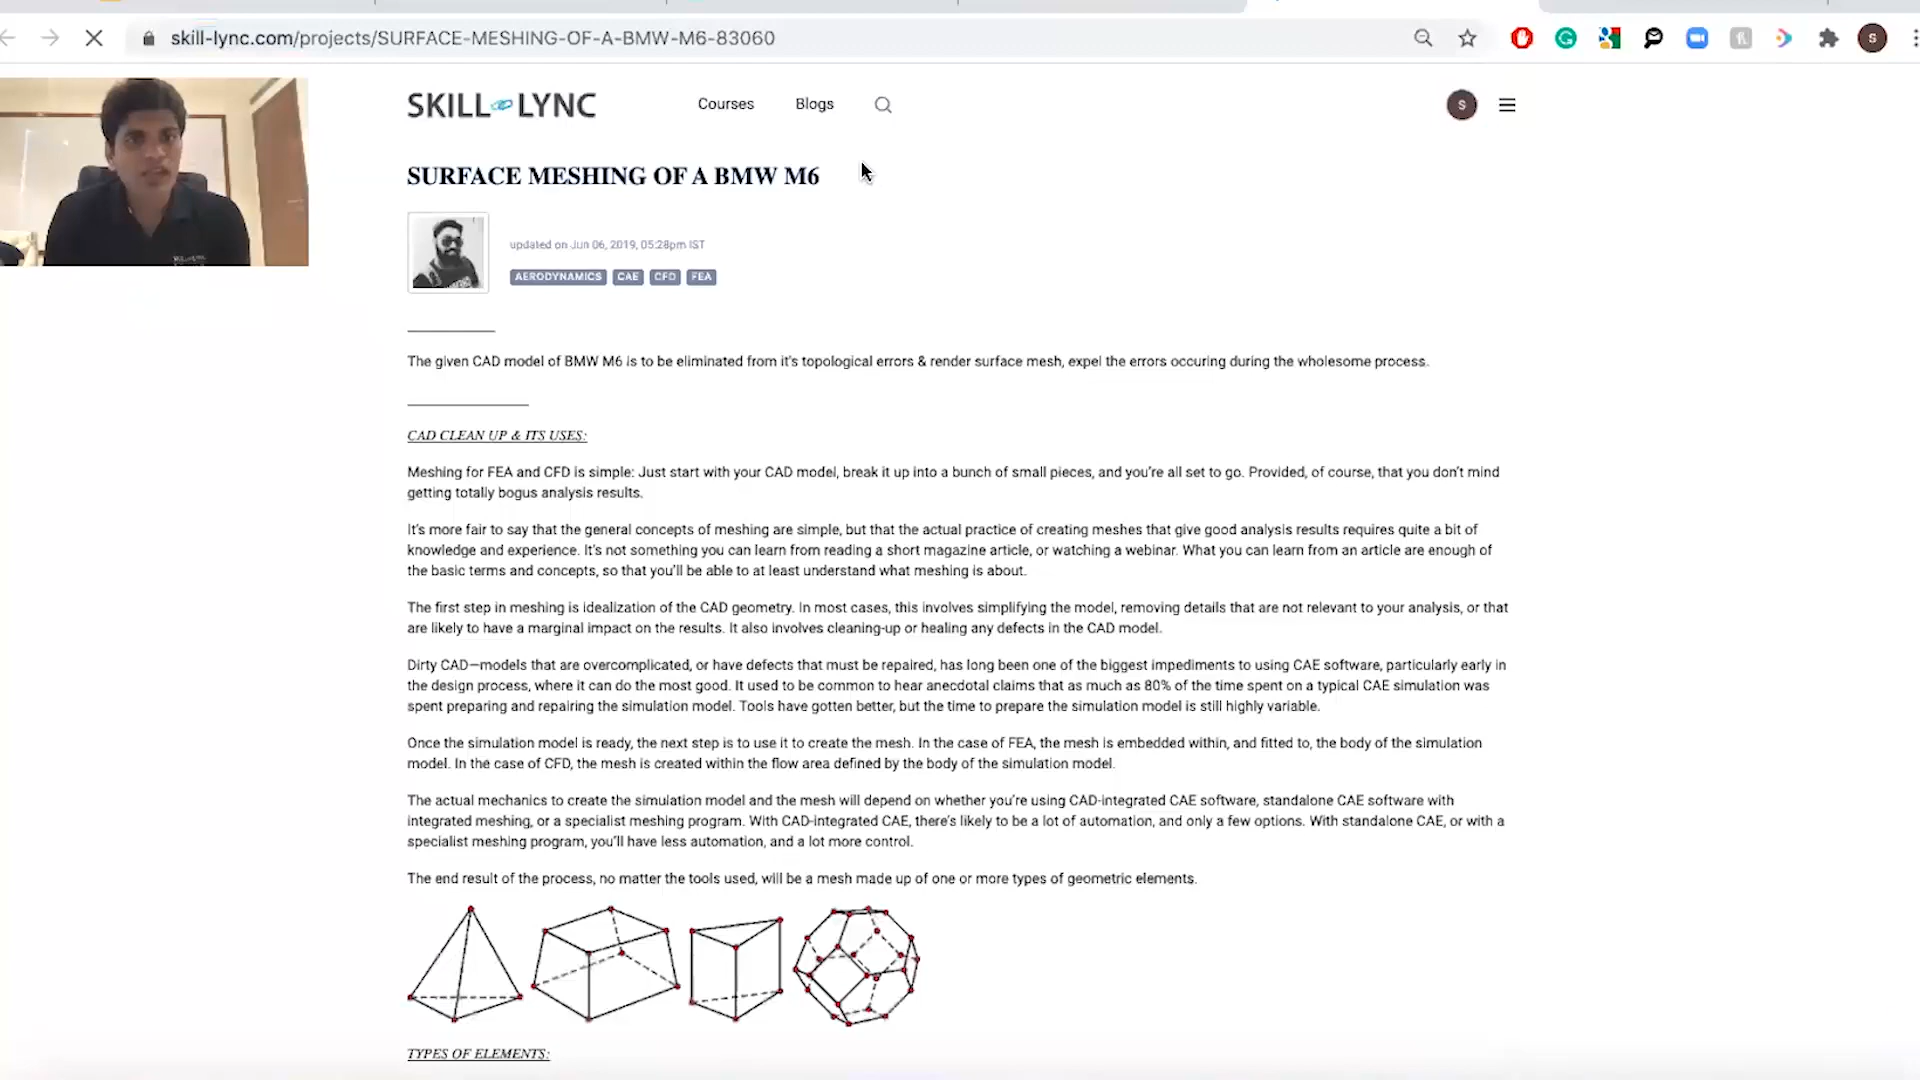 skill-lync.com/projects/SURFACE-MESHING-OF-A-BMW-M6-83060
S
SKILL LYNC
Courses
Blogs
S
SURFACE MESHING OF A BMW M6
updated on Jun 06, 2019, 05:28pm IST
AERODYNAMICS CAE CFD FEA
The given CAD model of BMW M6 is to be eliminated from it's topological errors & render surface mesh, expel the errors occuring during the wholesome process.
CAD CLEAN UP & ITS USES:
Meshing for FEA and CFD is simple: Just start with your CAD model, break it up into a bunch of small pieces, and you’re all set to go. Provided, of course, that you don’t mind
getting totally bogus analysis results.
It’s more fair to say that the general concepts of meshing are simple, but that the actual practice of creating meshes that give good analysis results requires quite a bit of
knowledge and experience. It’s not something you can learn from reading a short magazine article, or watching a webinar. What you can learn from an article are enough of
the basic terms and concepts, so that you’ll be able to at least understand what meshing is about.
The first step in meshing is idealization of the CAD geometry. In most cases, this involves simplifying the model, removing details that are not relevant to your analysis, or that
are likely to have a marginal impact on the results. It also involves cleaning-up or healing any defects in the CAD model.
Dirty CAD—models that are overcomplicated, or have defects that must be repaired, has long been one of the biggest impediments to using CAE software, particularly early in
the design process, where it can do the most good. It used to be common to hear anecdotal claims that as much as 80% of the time spent on a typical CAE simulation was
spent preparing and repairing the simulation model. Tools have gotten better, but the time to prepare the simulation model is still highly variable.
Once the simulation model is ready, the next step is to use it to create the mesh. In the case of FEA, the mesh is embedded within, and fitted to, the body of the simulation
model. In the case of CFD, the mesh is created within the flow area defined by the body of the simulation model.
The actual mechanics to create the simulation model and the mesh will depend on whether you’re using CAD-integrated CAE software, standalone CAE software with
integrated meshing, or a specialist meshing program. With CAD-integrated CAE, there’s likely to be a lot of automation, and only a few options. With standalone CAE, or with a
specialist meshing program, you’ll have less automation, and a lot more control.
The end result of the process, no matter the tools used, will be a mesh made up of one or more types of geometric elements.
TYPES OF ELEMENTS: